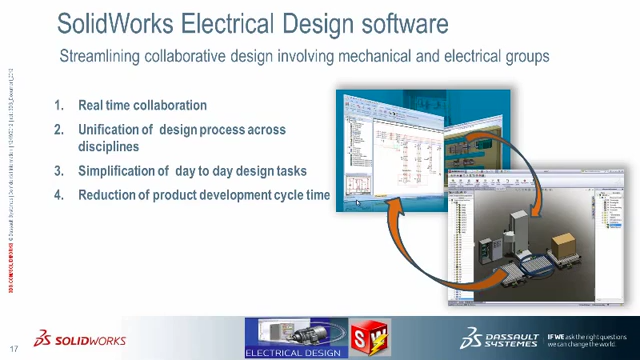 SolidWorks Electrical Design software
Streamlining collaborative design involving mechanical and electrical groups
1. Real time collaboration
2. Unification of design process across
disciplines
3. Simplification of day to day design tasks
4. Reduction of product development cycle time
17
SOLIDWORKS
ELECTRICAL DESIGN
SW
DASSAULT
SYSTEMES
IF WE ask the right questions
we can change the world.